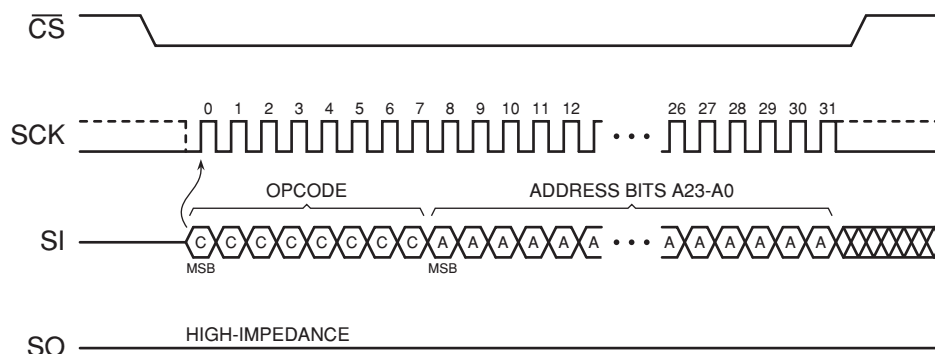 CS
0 1 2 3 4 5 6 7 8 9 10 11 12 26 27 28 29 30 31
SCK
OPCODE ADDRESS BITS A23-A0
SI C C C C C C C C A A A A A A A A A A A A
MSB MSB
HIGH-IMPEDANCE
SO